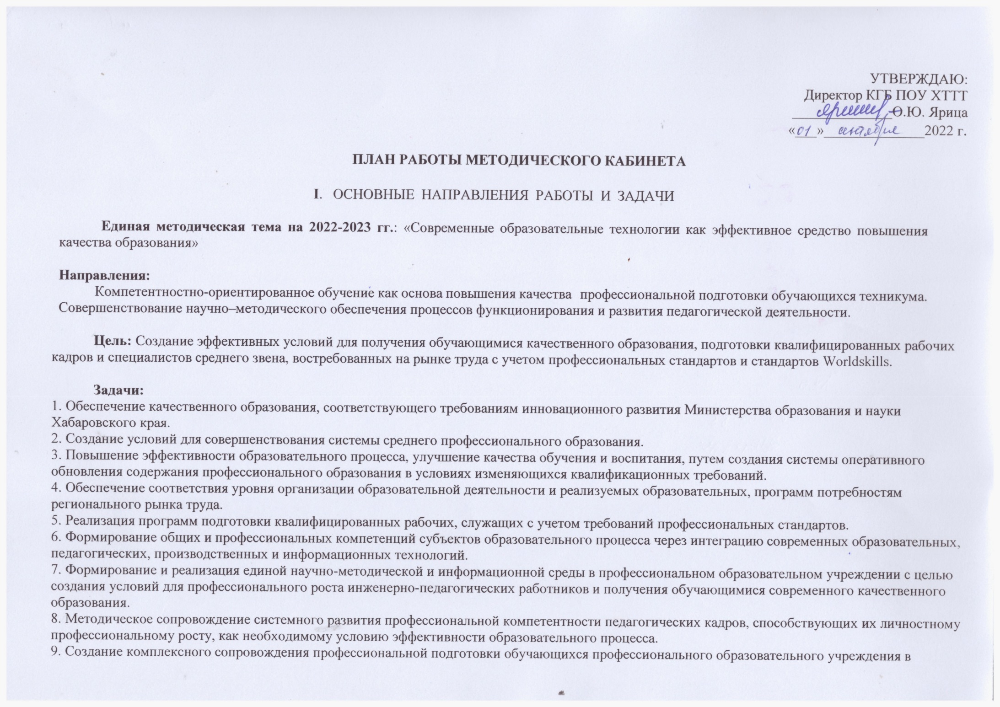 УТВЕРЖДАЮ:
Директор КГБ ПОУ ХТТТ
О.Ю. Ярица
«01» октября 2022 г.
ПЛАН РАБОТЫ МЕТОДИЧЕСКОГО КАБИНЕТА
I. ОСНОВНЫЕ НАПРАВЛЕНИЯ РАБОТЫ И ЗАДАЧИ
Единая методическая тема на 2022-2023 гг.: «Современные образовательные технологии как эффективное средство повышения
качества образования»
Направления:
Компетентностно-ориентированное обучение как основа повышения качества профессиональной подготовки обучающихся техникума.
Совершенствование научно–методического обеспечения процессов функционирования и развития педагогической деятельности.
Цель: Создание эффективных условий для получения обучающимися качественного образования, подготовки квалифицированных рабочих
кадров и специалистов среднего звена, востребованных на рынке труда с учетом профессиональных стандартов и стандартов Worldskills.
Задачи:
1. Обеспечение качественного образования, соответствующего требованиям инновационного развития Министерства образования и науки
Хабаровского края.
2. Создание условий для совершенствования системы среднего профессионального образования.
3. Повышение эффективности образовательного процесса, улучшение качества обучения и воспитания, путем создания системы оперативного
обновления содержания профессионального образования в условиях изменяющихся квалификационных требований.
4. Обеспечение соответствия уровня организации образовательной деятельности и реализуемых образовательных, программ потребностям
регионального рынка труда.
5. Реализация программ подготовки квалифицированных рабочих, служащих с учетом требований профессиональных стандартов.
6. Формирование общих и профессиональных компетенций субъектов образовательного процесса через интеграцию современных образовательных,
педагогических, производственных и информационных технологий.
7. Формирование и реализация единой научно-методической и информационной среды в профессиональном образовательном учреждении с целью
создания условий для профессионального роста инженерно-педагогических работников и получения обучающимися современного качественного
образования.
8. Методическое сопровождение системного развития профессиональной компетентности педагогических кадров, способствующих их личностному
профессиональному росту, как необходимому условию эффективности образовательного процесса.
9. Создание комплексного сопровождения профессиональной подготовки обучающихся профессионального образовательного учреждения в